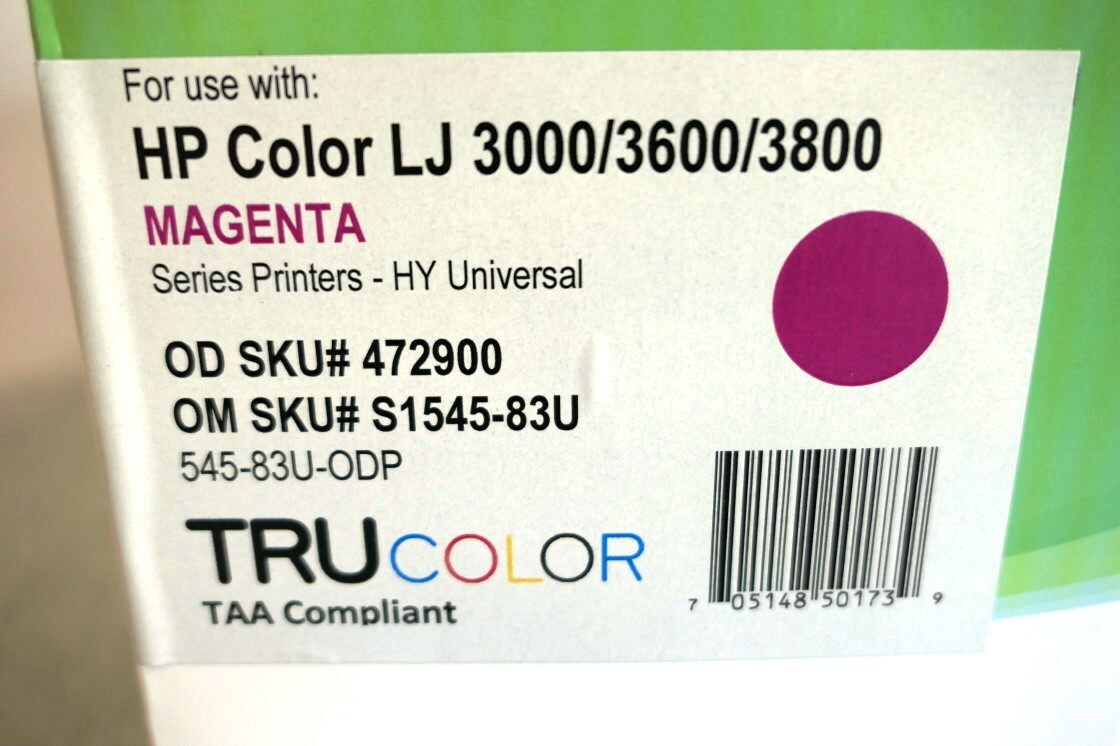 For use with:
HP Color LJ 3000/3600/3800
MAGENTA
Series Printers - HY Universal
OD SKU# 472900
OM SKU# S1545-83U
545-83U-ODP
TRUCOLOR
TAA Compliant
7 05148 50173 9